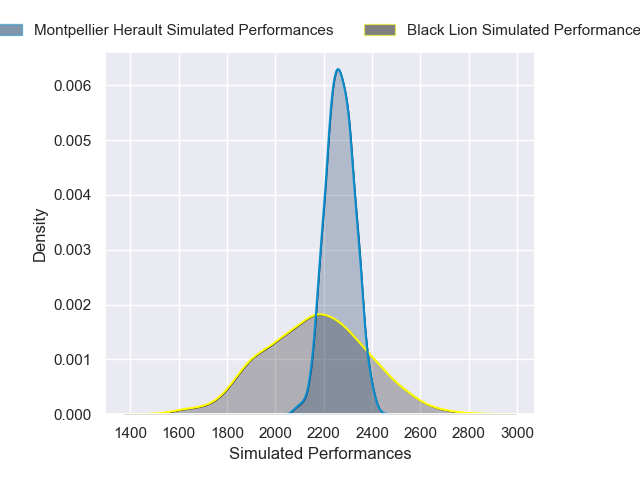 Montpellier Herault Simulated Performances
Black Lion Simulated Performance
0.006
0.005
0.004
0.003
0.002
0.001
0.000
Density
1400 1600 1800 2000 2200 2400 2600 2800 3000
Simulated Performances